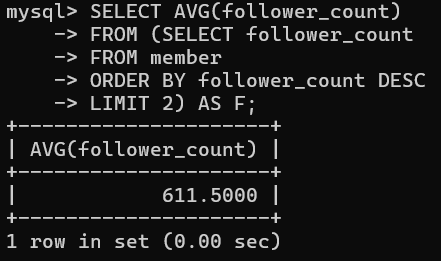 mysql> SELECT AVG(follower_count)
    -> FROM (SELECT follower_count
    -> FROM member
    -> ORDER BY follower_count DESC
    -> LIMIT 2) AS F;
+---------------------+
| AVG(follower_count) |
+---------------------+
|            611.5000 |
+---------------------+
1 row in set (0.00 sec)